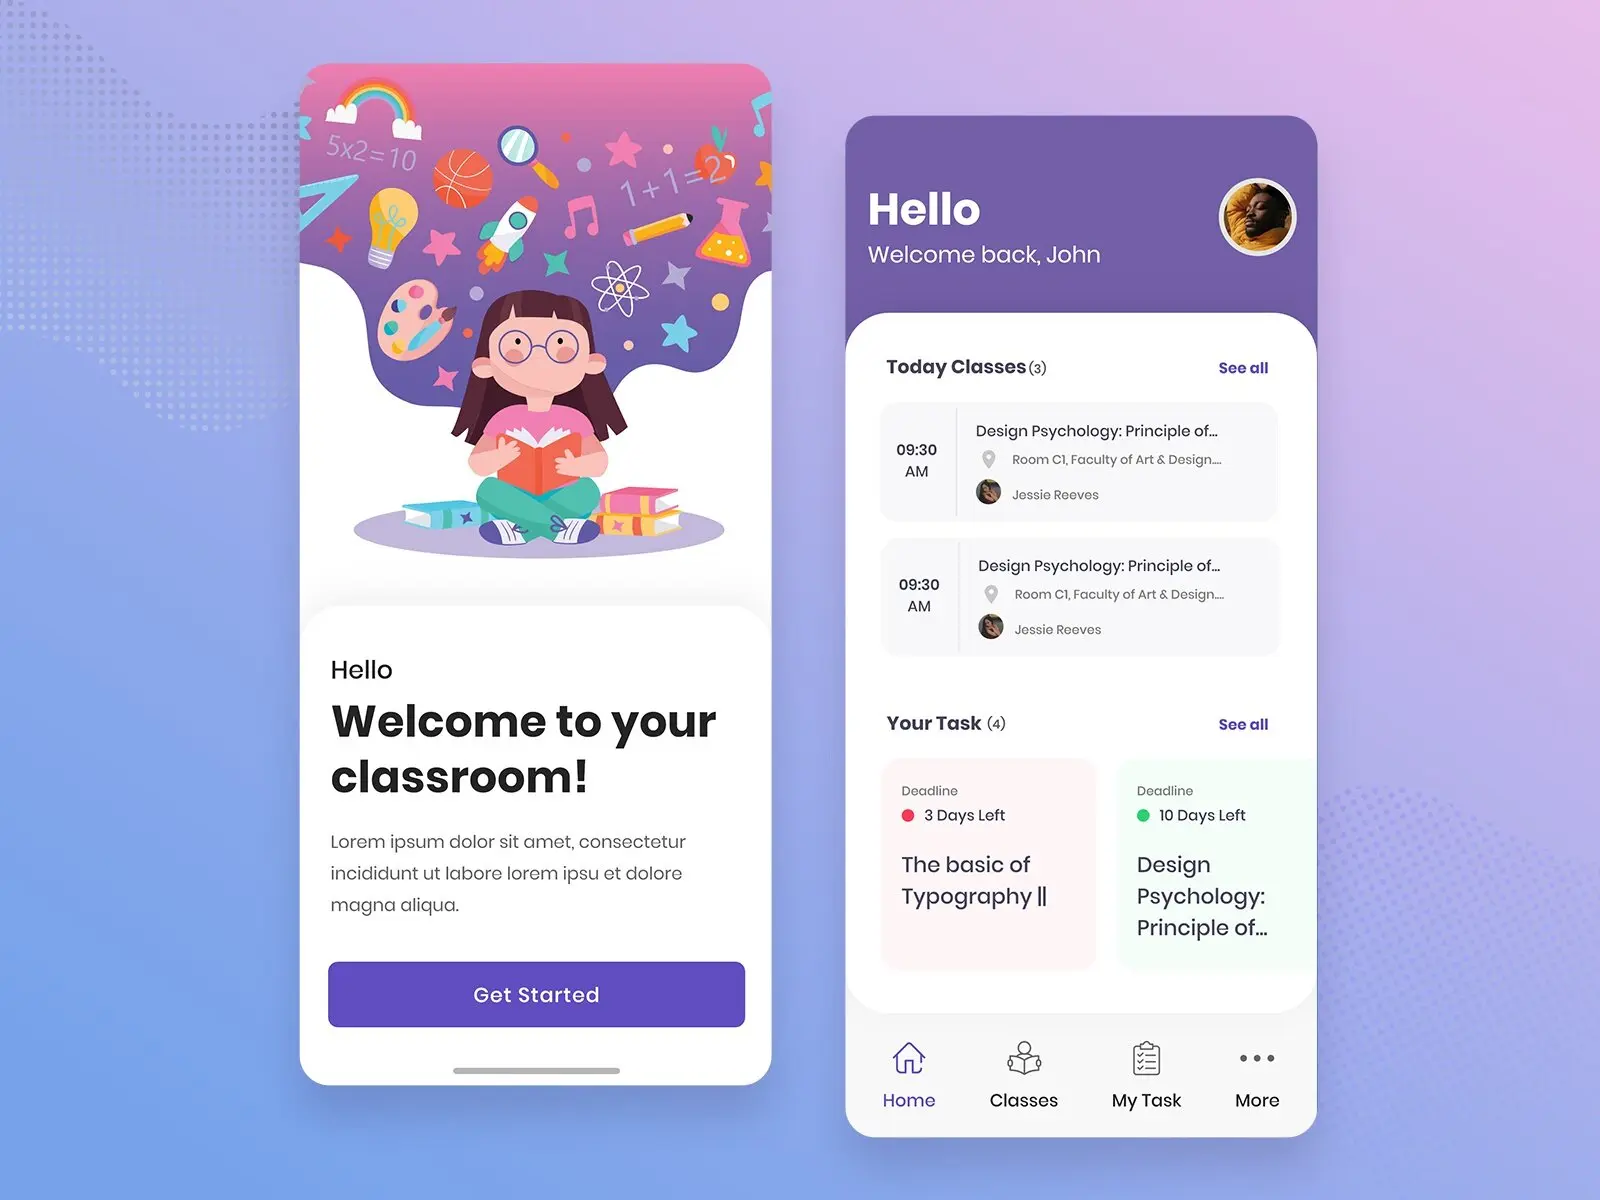 5x2=10
1+1=2
Hello
Welcome to your
classroom!
Lorem ipsum dolor sit amet, consectetur
incididunt ut labore lorem ipsu et dolore
magna aliqua.
Get Started
Hello
Welcome back, John
Today Classes (3)
See all
09:30
AM
Design Psychology: Principle of...
Room C1, Faculty of Art & Design....
Jessie Reeves
09:30
AM
Design Psychology: Principle of...
Room C1, Faculty of Art & Design....
Jessie Reeves
Your Task (4)
See all
Deadline
3 Days Left
The basic of
Typography ||
Deadline
10 Days Left
Design
Psychology:
Principle of...
Home
Classes
My Task
More